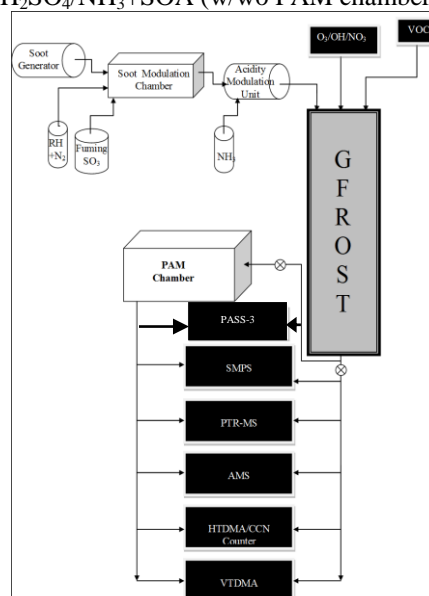 H₂SO₄/NH₃+SOA (w/wo PAM chamber
O₃/OH/NO₃
VOC
Soot
Generator
Soot Modulation
Chamber
Acidity
Modulation
Unit
RH
+N₂
Fuming
SO₃
NH₃
G
F
R
O
S
T
PAM
Chamber
PASS-3
SMPS
PTR-MS
AMS
HTDMA/CCN
Counter
VTDMA